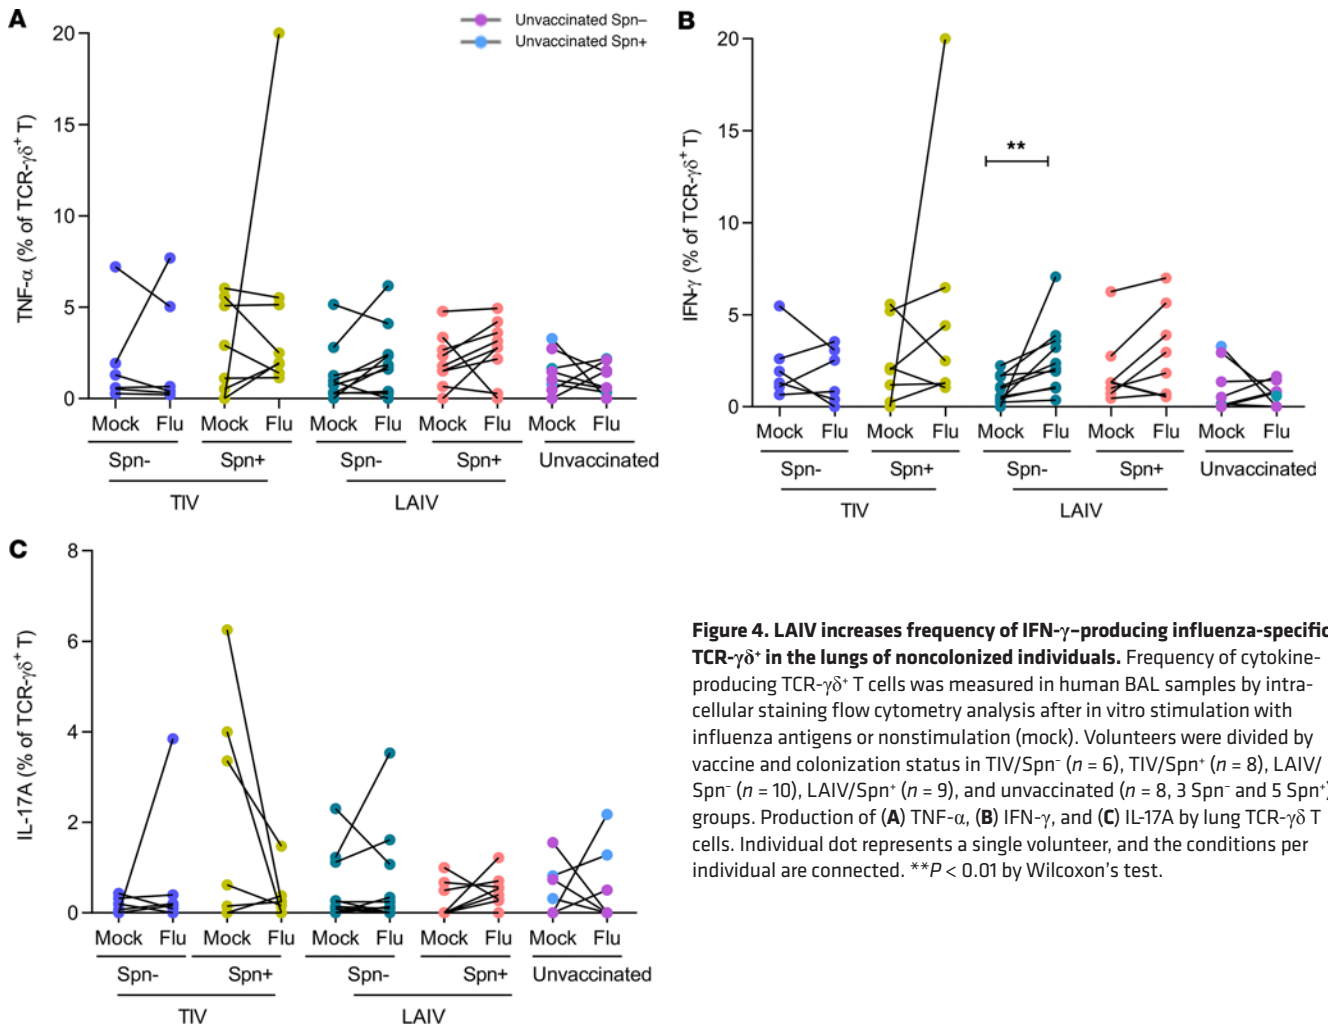 A
Unvaccinated Spn–
Unvaccinated Spn+
TNF-α (% of TCR-γδ⁺ T)
20
15
10
5
0
Mock Flu Mock Flu Mock Flu Mock Flu Mock Flu
Spn- Spn+ Spn- Spn+ Unvaccinated
TIV LAIV
B
IFN-γ (% of TCR-γδ⁺ T)
20
15
10
5
0
**
Mock Flu Mock Flu Mock Flu Mock Flu Mock Flu
Spn- Spn+ Spn- Spn+ Unvaccinated
TIV LAIV
C
IL-17A (% of TCR-γδ⁺ T)
8
6
4
2
0
Mock Flu Mock Flu Mock Flu Mock Flu Mock Flu
Spn- Spn+ Spn- Spn+ Unvaccinated
TIV LAIV
Figure 4. LAIV increases frequency of IFN-γ–producing influenza-specific
TCR-γδ⁺ in the lungs of noncolonized individuals. Frequency of cytokine-
producing TCR-γδ⁺ T cells was measured in human BAL samples by intra-
cellular staining flow cytometry analysis after in vitro stimulation with
influenza antigens or nonstimulation (mock). Volunteers were divided by
vaccine and colonization status in TIV/Spn⁻ (n = 6), TIV/Spn⁺ (n = 8), LAIV/
Spn⁻ (n = 10), LAIV/Spn⁺ (n = 9), and unvaccinated (n = 8, 3 Spn⁻ and 5 Spn⁺)
groups. Production of (A) TNF-α, (B) IFN-γ, and (C) IL-17A by lung TCR-γδ T
cells. Individual dot represents a single volunteer, and the conditions per
individual are connected. **P < 0.01 by Wilcoxon's test.